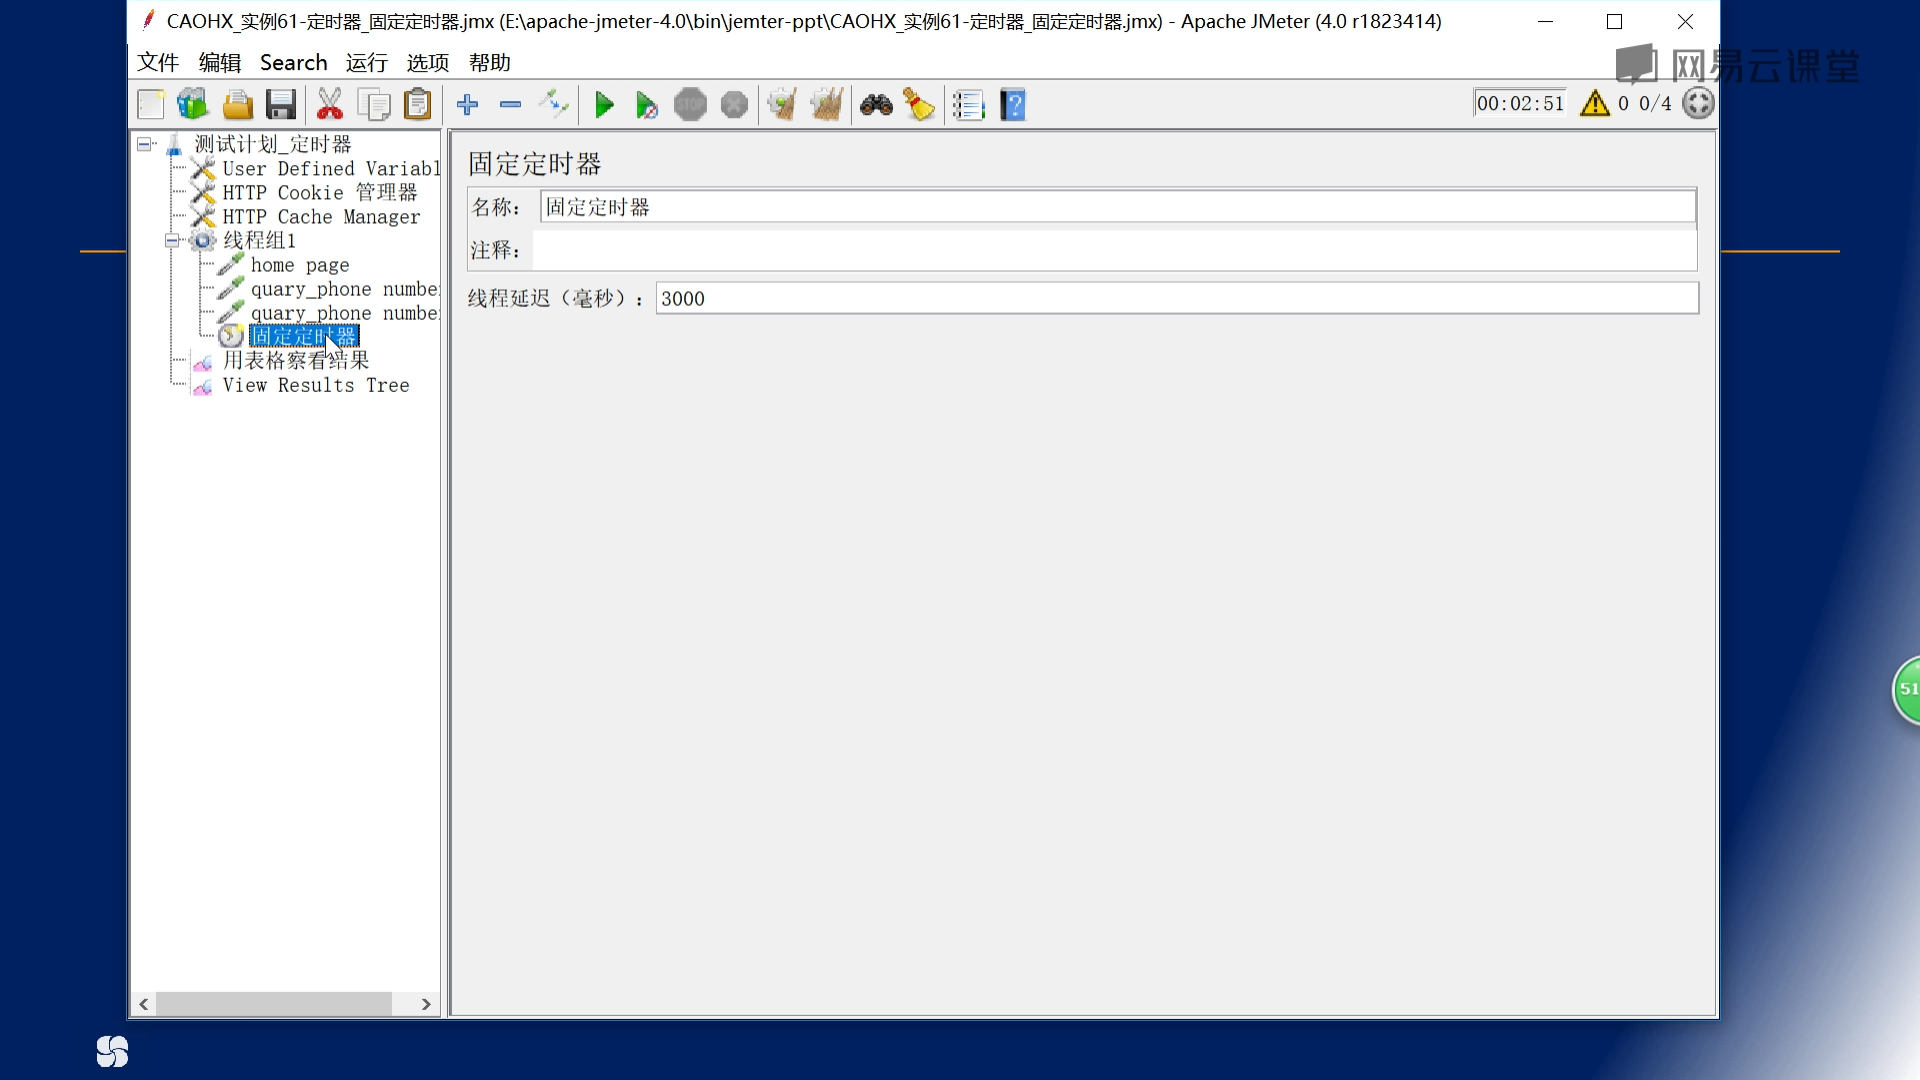 CAOHX_实例61-定时器_固定定时器.jmx (E:\apache-jmeter-4.0\bin\jemter-ppt\CAOHX_实例61-定时器_固定定时器.jmx) - Apache JMeter (4.0 r1823414)
文件 编辑 Search 运行 选项 帮助
网易云课堂
STOP
00:02:51 0 0/4
测试计划_定时器
User Defined Variabl
HTTP Cookie 管理器
HTTP Cache Manager
线程组1
home page
quary_phone numbe
quary_phone numbe
固定定时器
用表格察看结果
View Results Tree
固定定时器
名称： 固定定时器
注释：
线程延迟（毫秒）： 3000
51